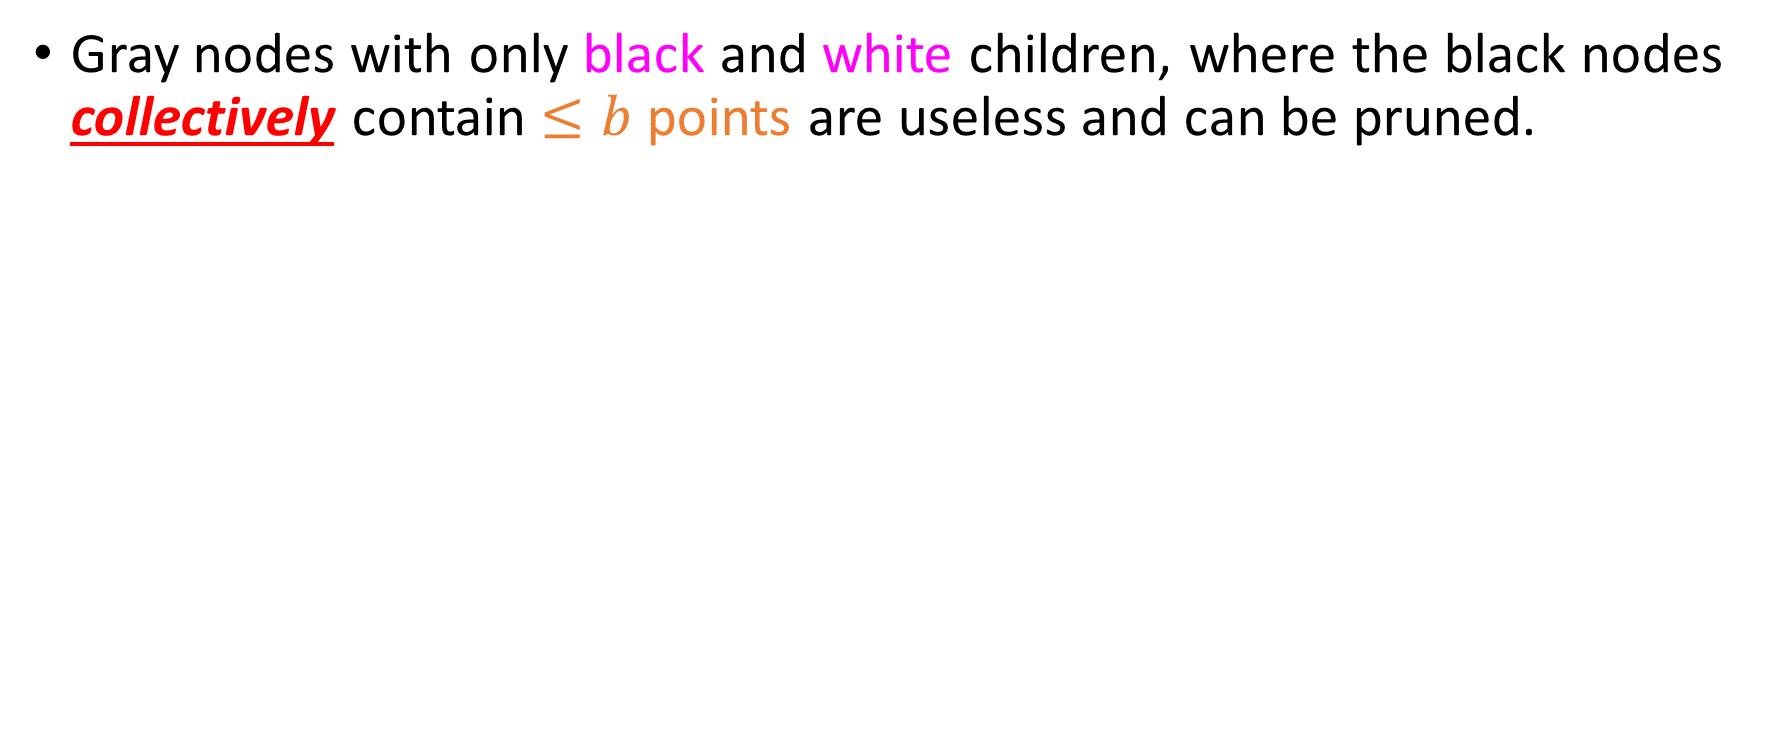 • Gray nodes with only black and white children, where the black nodes
collectively contain ≤ b points are useless and can be pruned.